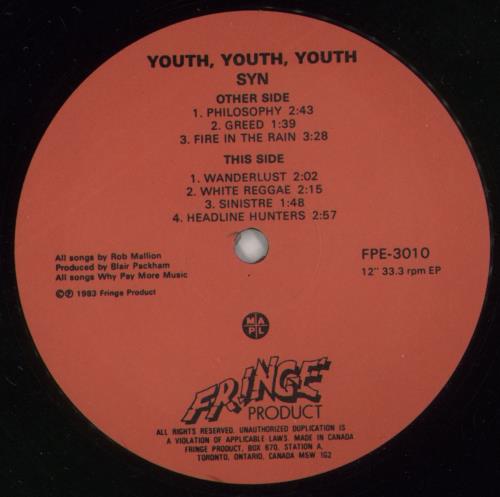 YOUTH, YOUTH, YOUTH
SYN
OTHER SIDE
1. PHILOSOPHY 2:43
2. GREED 1:39
3. FIRE IN THE RAIN 3:28
THIS SIDE
1. WANDERLUST 2:02
2. WHITE REGGAE 2:15
3. SINISTRE 1:48
4. HEADLINE HUNTERS 2:57
All songs by Rob Mallion
Produced by Blair Packham
All songs Why Pay More Music
©℗ 1983 Fringe Product
FPE-3010
12" 33.3 rpm EP
M A
P L
FRINGE
PRODUCT
ALL RIGHTS RESERVED. UNAUTHORIZED DUPLICATION IS
A VIOLATION OF APPLICABLE LAWS. MADE IN CANADA
FRINGE PRODUCT, BOX 670, STATION A,
TORONTO, ONTARIO, CANADA M5W 1G2